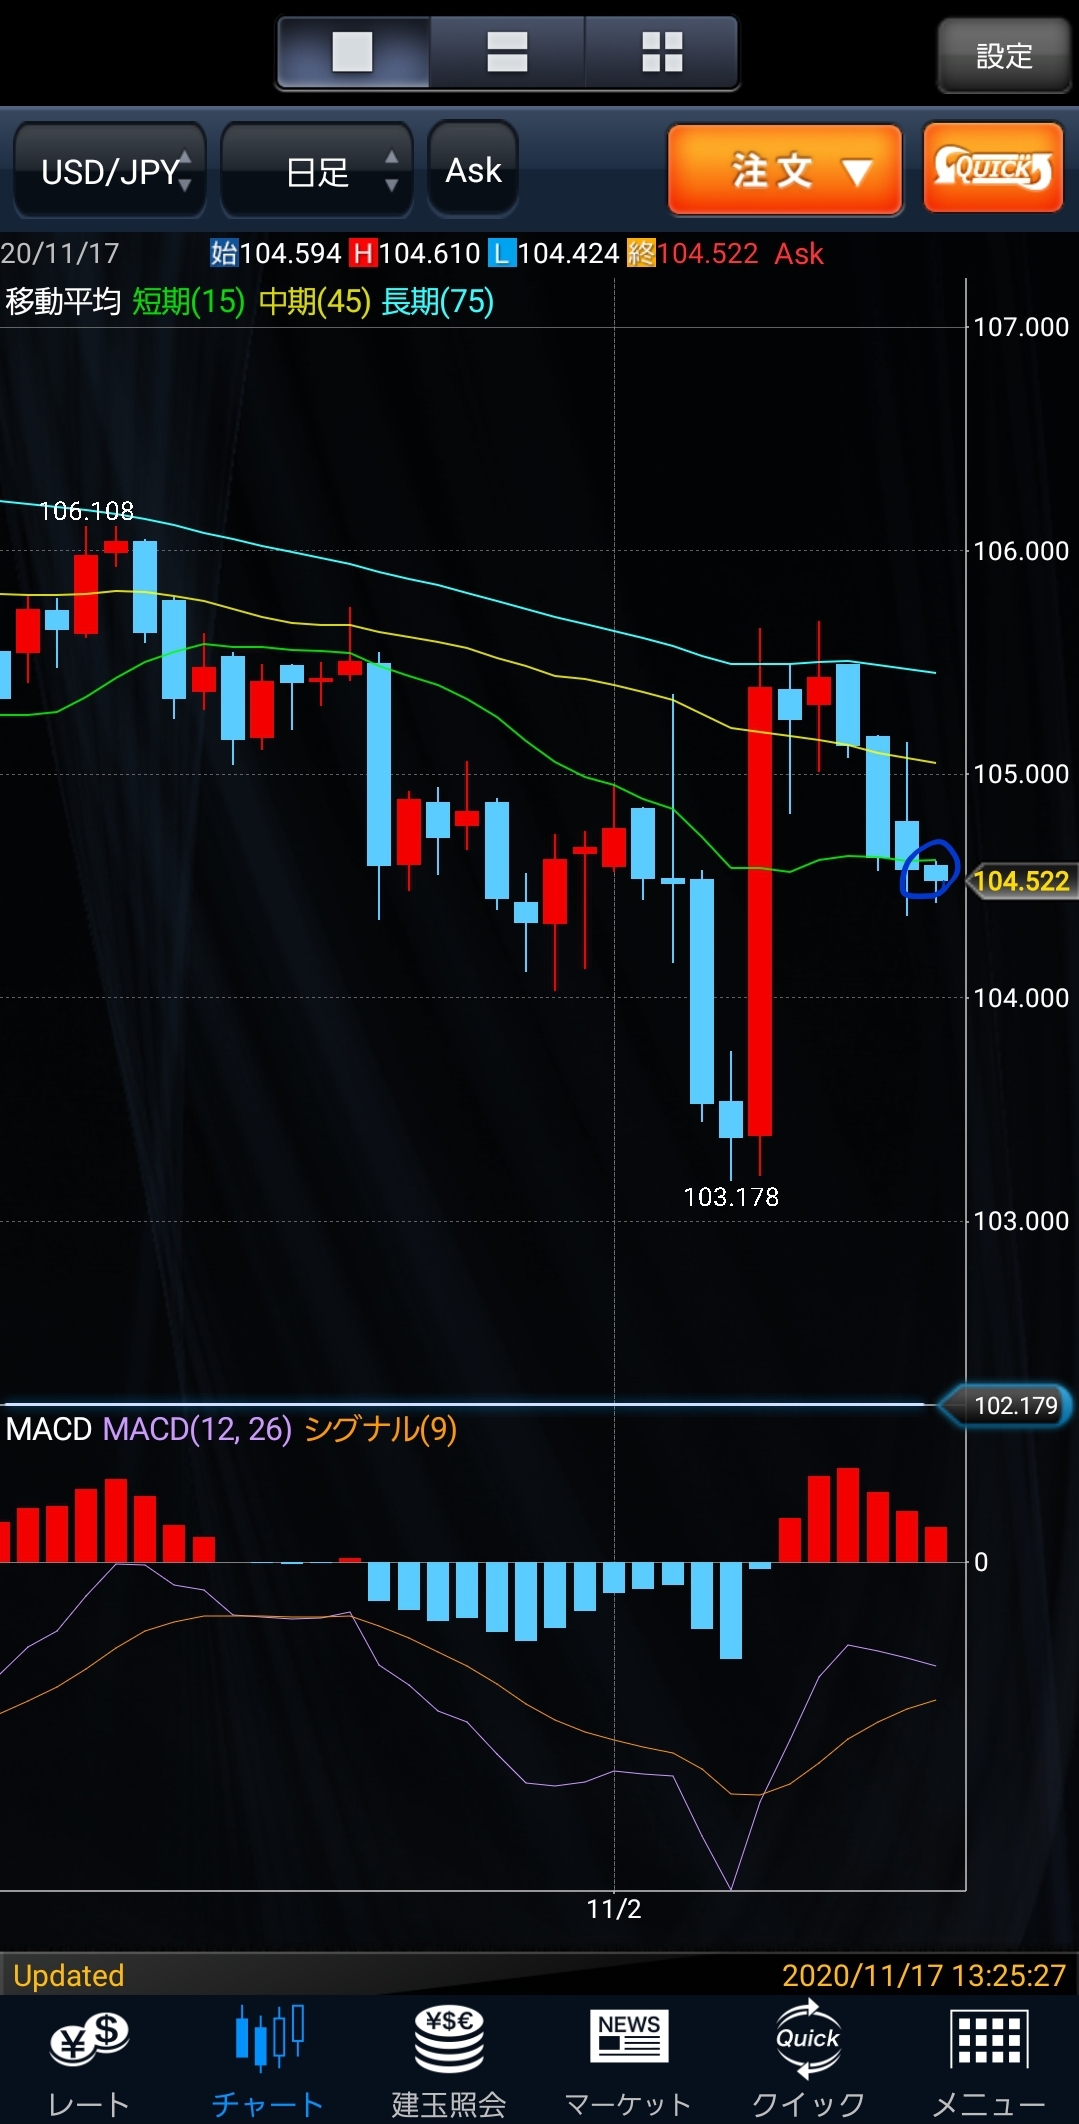 設定
USD/JPY 日足 Ask 注文 ▼ QUICK
20/11/17 始104.594 H104.610 L104.424 終104.522 Ask
移動平均 短期(15) 中期(45) 長期(75)
107.000
106.108
106.000
105.000
104.522
104.000
103.178
103.000
102.179
MACD MACD(12, 26) シグナル(9)
0
11/2
Updated 2020/11/17 13:25:27
¥ $ ¥$€ NEWS Quick
レート チャート 建玉照会 マーケット クイック メニュー